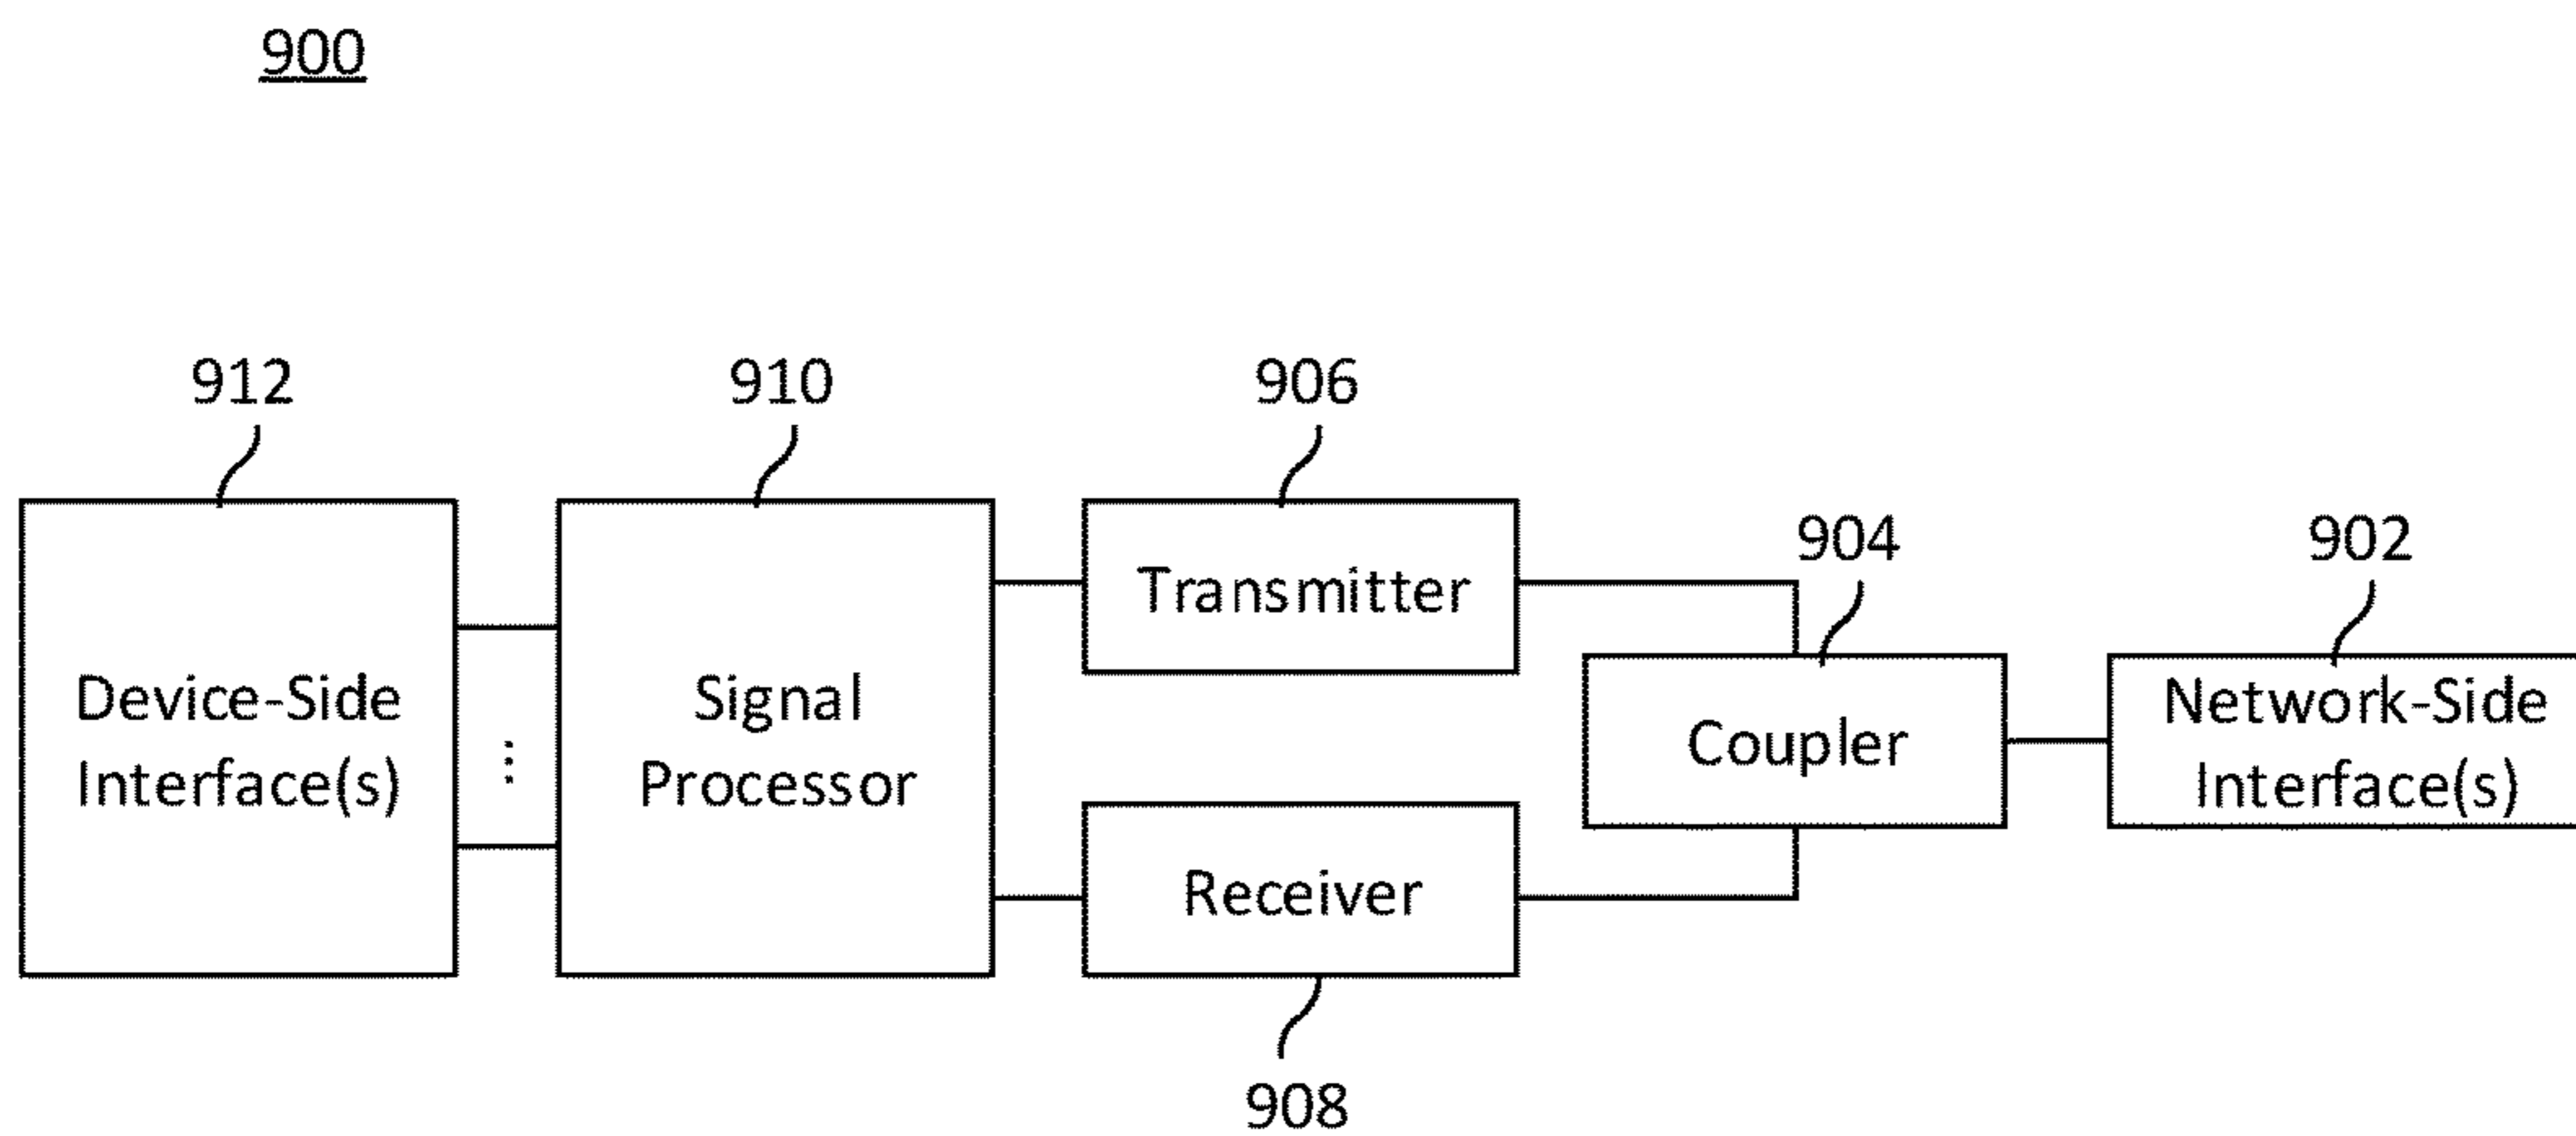 900
912
910
906
904
902
Device-Side
Interface(s)
...
Signal
Processor
Transmitter
Receiver
Coupler
Network-Side
Interface(s)
908